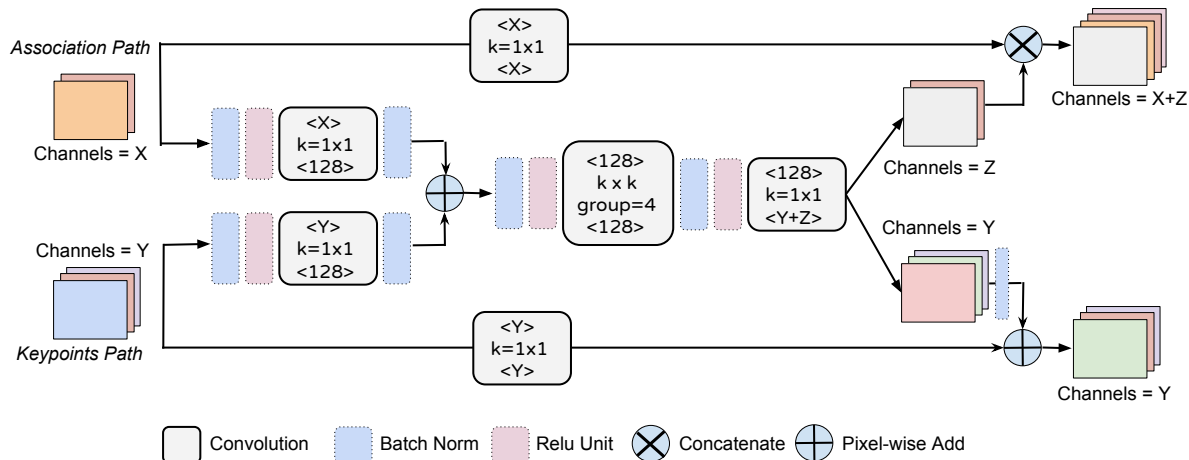 <X>
k=1x1
<X>
Association Path
Channels = X
Channels = X+Z
<X>
k=1x1
<128>
<128>
k x k
group=4
<128>
<128>
k=1x1
<Y+Z>
Channels = Z
Channels = Y
<Y>
k=1x1
<128>
Channels = Y
Keypoints Path
<Y>
k=1x1
<Y>
Channels = Y
Convolution
Batch Norm
Relu Unit
Concatenate
Pixel-wise Add